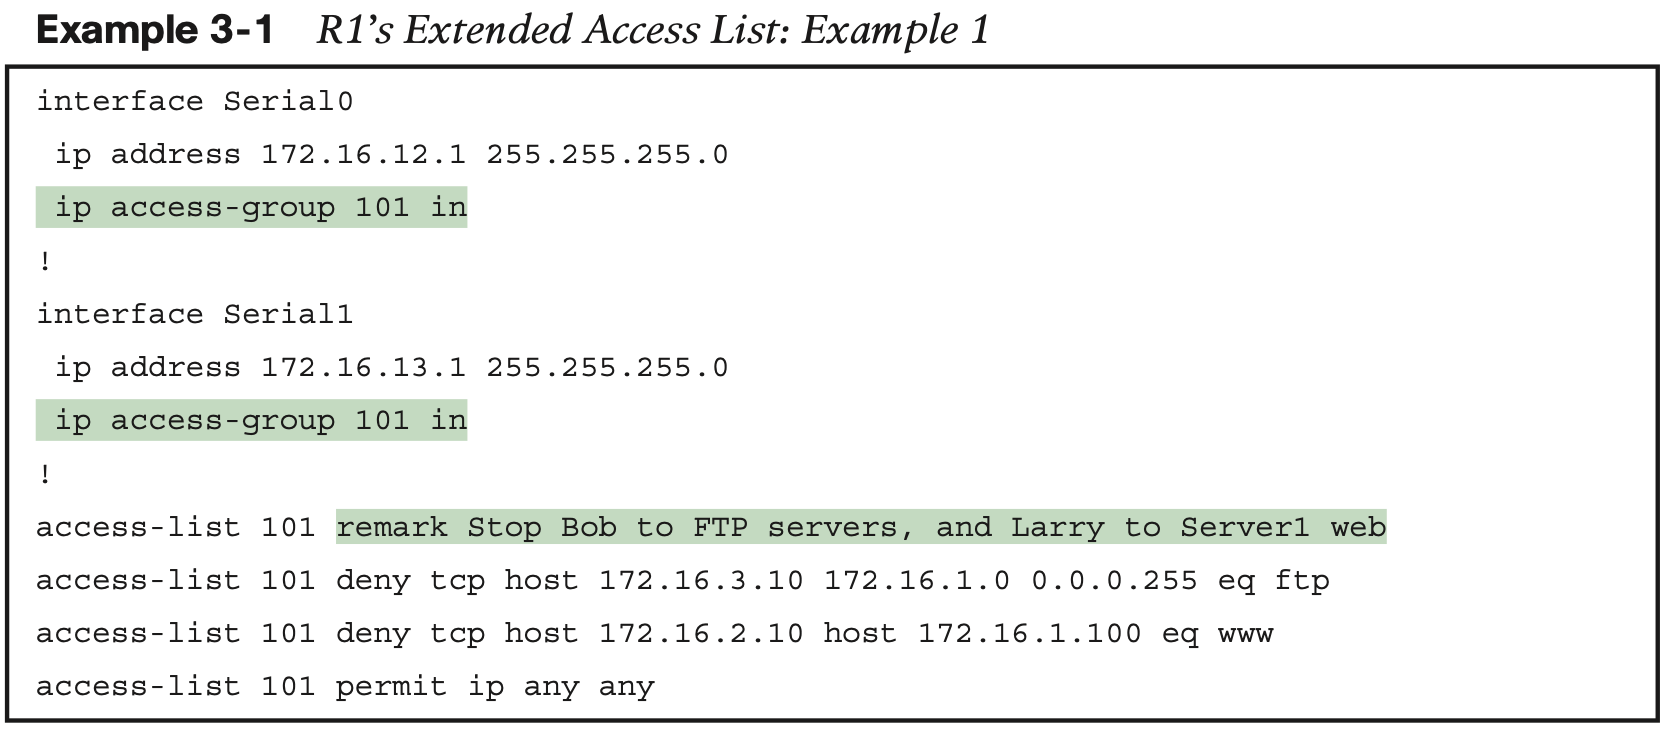 Example 3-1 R1's Extended Access List: Example 1
interface Serial0
 ip address 172.16.12.1 255.255.255.0
 ip access-group 101 in
!
interface Serial1
 ip address 172.16.13.1 255.255.255.0
 ip access-group 101 in
!
access-list 101 remark Stop Bob to FTP servers, and Larry to Server1 web
access-list 101 deny tcp host 172.16.3.10 172.16.1.0 0.0.0.255 eq ftp
access-list 101 deny tcp host 172.16.2.10 host 172.16.1.100 eq www
access-list 101 permit ip any any